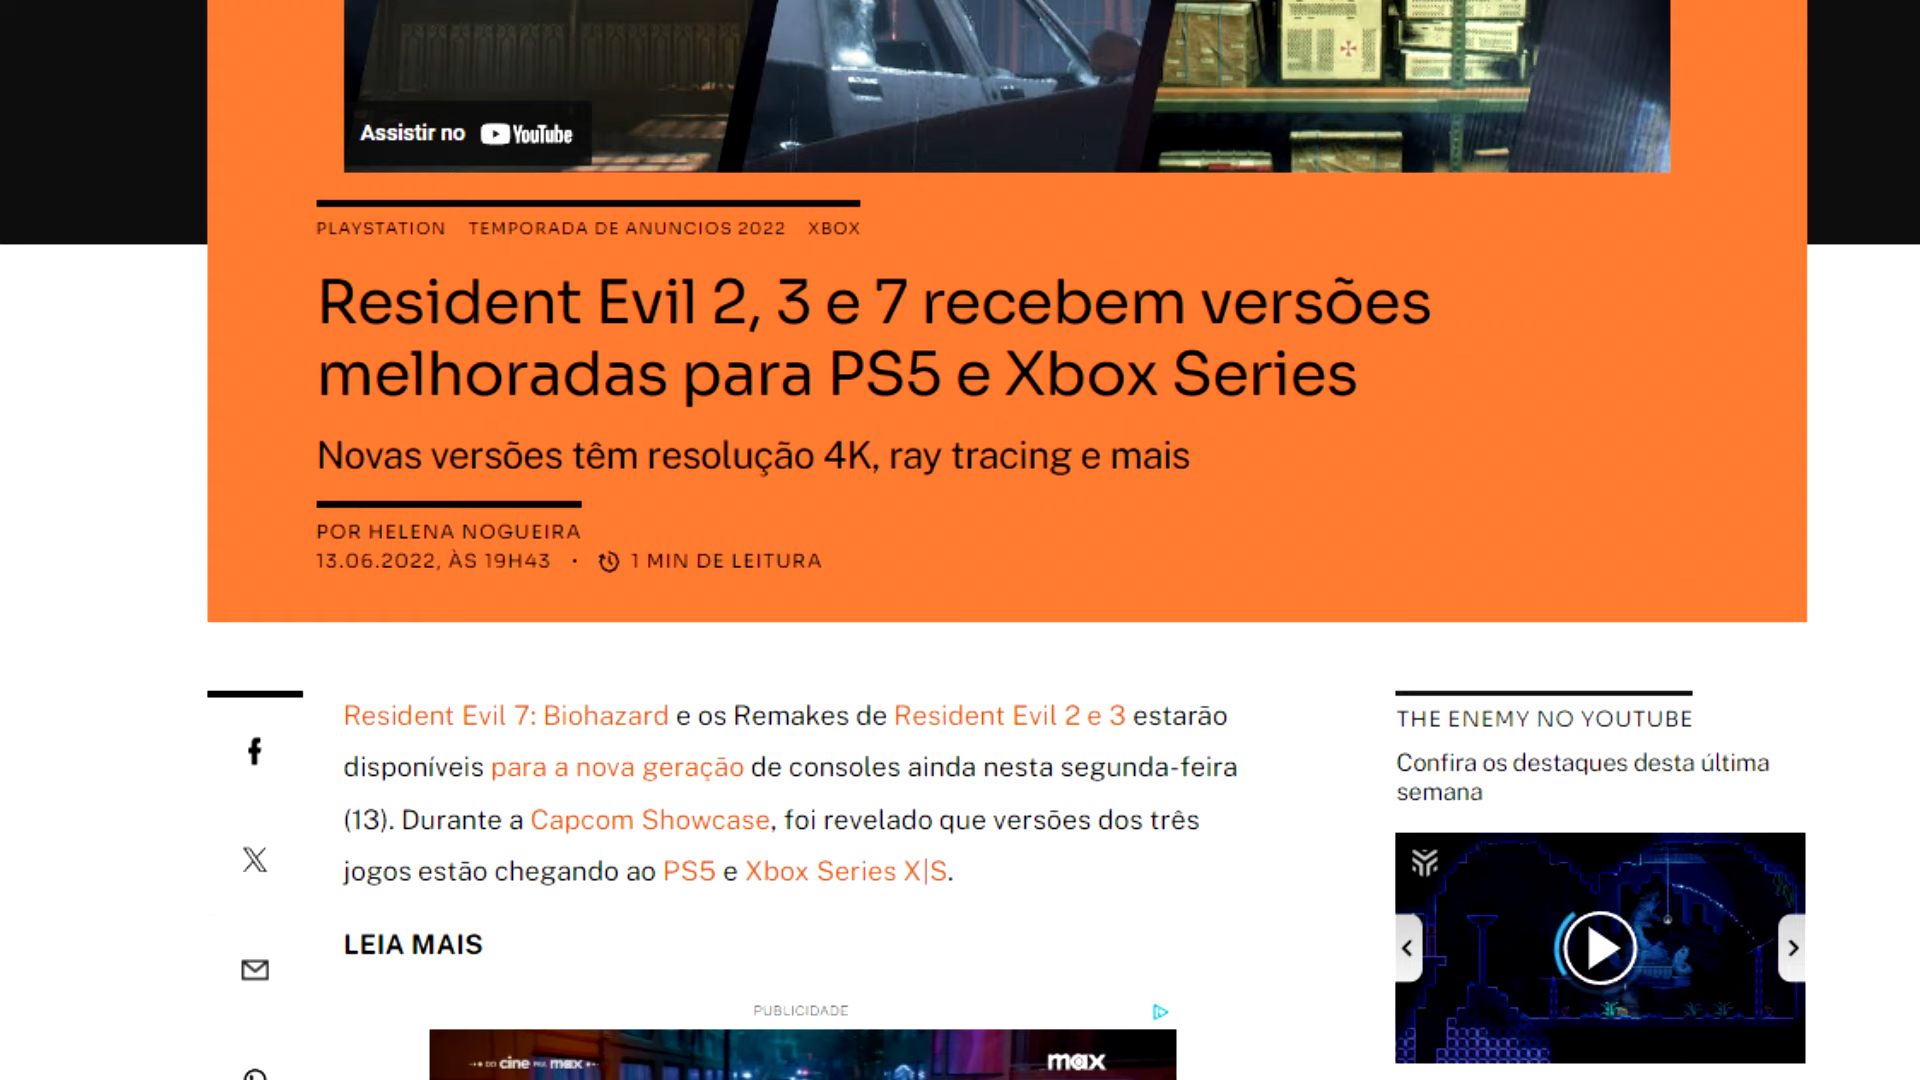 Assistir no YouTube
PLAYSTATION TEMPORADA DE ANUNCIOS 2022 XBOX
Resident Evil 2, 3 e 7 recebem versões
melhoradas para PS5 e Xbox Series
Novas versões têm resolução 4K, ray tracing e mais
POR HELENA NOGUEIRA
13.06.2022, ÀS 19H43 · 1 MIN DE LEITURA
Resident Evil 7: Biohazard e os Remakes de Resident Evil 2 e 3 estarão
disponíveis para a nova geração de consoles ainda nesta segunda-feira
(13). Durante a Capcom Showcase, foi revelado que versões dos três
jogos estão chegando ao PS5 e Xbox Series X|S.
LEIA MAIS
PUBLICIDADE
DO cine PRA max
max
THE ENEMY NO YOUTUBE
Confira os destaques desta última
semana